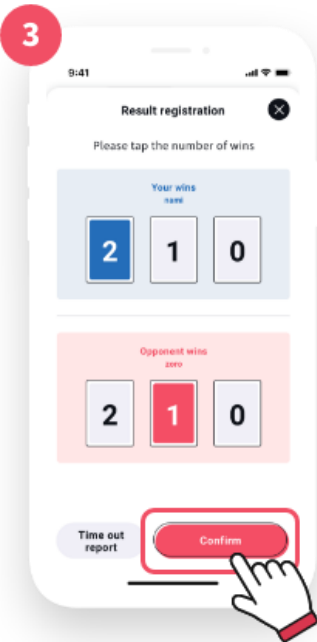 3
9:41
Result registration
Please tap the number of wins
Your wins
nami
2 1 0
Opponent wins
zero
2 1 0
Time out
report
Confirm